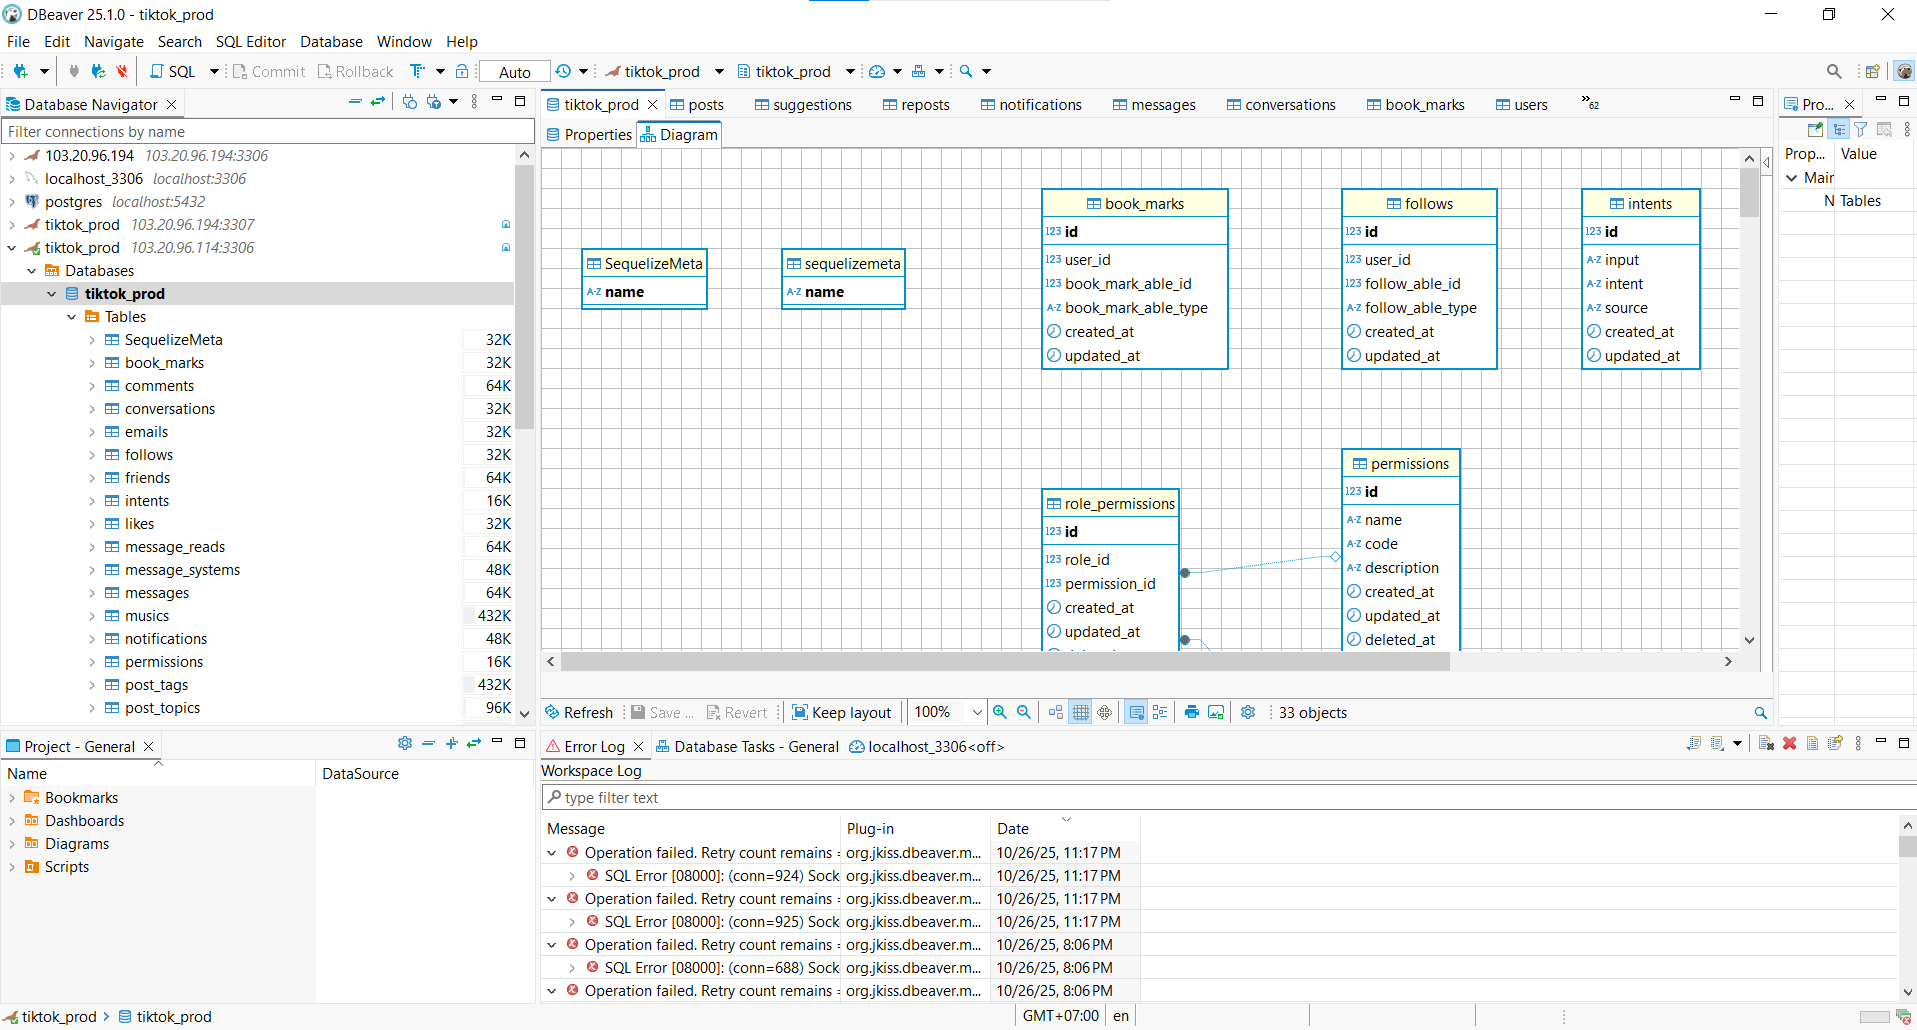 DBeaver 25.1.0 - tiktok_prod
File Edit Navigate Search SQL Editor Database Window Help
SQL Commit Rollback Auto tiktok_prod tiktok_prod
Database Navigator
Filter connections by name
103.20.96.194 103.20.96.194:3306
localhost_3306 localhost:3306
postgres localhost:5432
tiktok_prod 103.20.96.194:3307
tiktok_prod 103.20.96.114:3306
Databases
tiktok_prod
Tables
SequelizeMeta 32K
book_marks 32K
comments 64K
conversations 32K
emails 32K
follows 32K
friends 64K
intents 16K
likes 32K
message_reads 64K
message_systems 48K
messages 64K
musics 432K
notifications 48K
permissions 16K
post_tags 432K
post_topics 96K
tiktok_prod posts suggestions reposts notifications messages conversations book_marks users »62
Properties Diagram
SequelizeMeta
A-Z name
sequelizemeta
A-Z name
book_marks
123 id
123 user_id
123 book_mark_able_id
A-Z book_mark_able_type
created_at
updated_at
follows
123 id
123 user_id
123 follow_able_id
A-Z follow_able_type
created_at
updated_at
intents
123 id
A-Z input
A-Z intent
A-Z source
created_at
updated_at
role_permissions
123 id
123 role_id
123 permission_id
created_at
updated_at
permissions
123 id
A-Z name
A-Z code
A-Z description
created_at
updated_at
deleted_at
Refresh Save ... Revert Keep layout 100% 33 objects
Pro...
Prop... Value
Mair
N Tables
Project - General
Name DataSource
Bookmarks
Dashboards
Diagrams
Scripts
Error Log Database Tasks - General localhost_3306<off>
Workspace Log
type filter text
Message Plug-in Date
Operation failed. Retry count remains = org.jkiss.dbeaver.m... 10/26/25, 11:17 PM
SQL Error [08000]: (conn=924) Sock org.jkiss.dbeaver.m... 10/26/25, 11:17 PM
Operation failed. Retry count remains = org.jkiss.dbeaver.m... 10/26/25, 11:17 PM
SQL Error [08000]: (conn=925) Sock org.jkiss.dbeaver.m... 10/26/25, 11:17 PM
Operation failed. Retry count remains = org.jkiss.dbeaver.m... 10/26/25, 8:06 PM
SQL Error [08000]: (conn=688) Sock org.jkiss.dbeaver.m... 10/26/25, 8:06 PM
Operation failed. Retry count remains = org.jkiss.dbeaver.m... 10/26/25, 8:06 PM
tiktok_prod tiktok_prod GMT+07:00 en